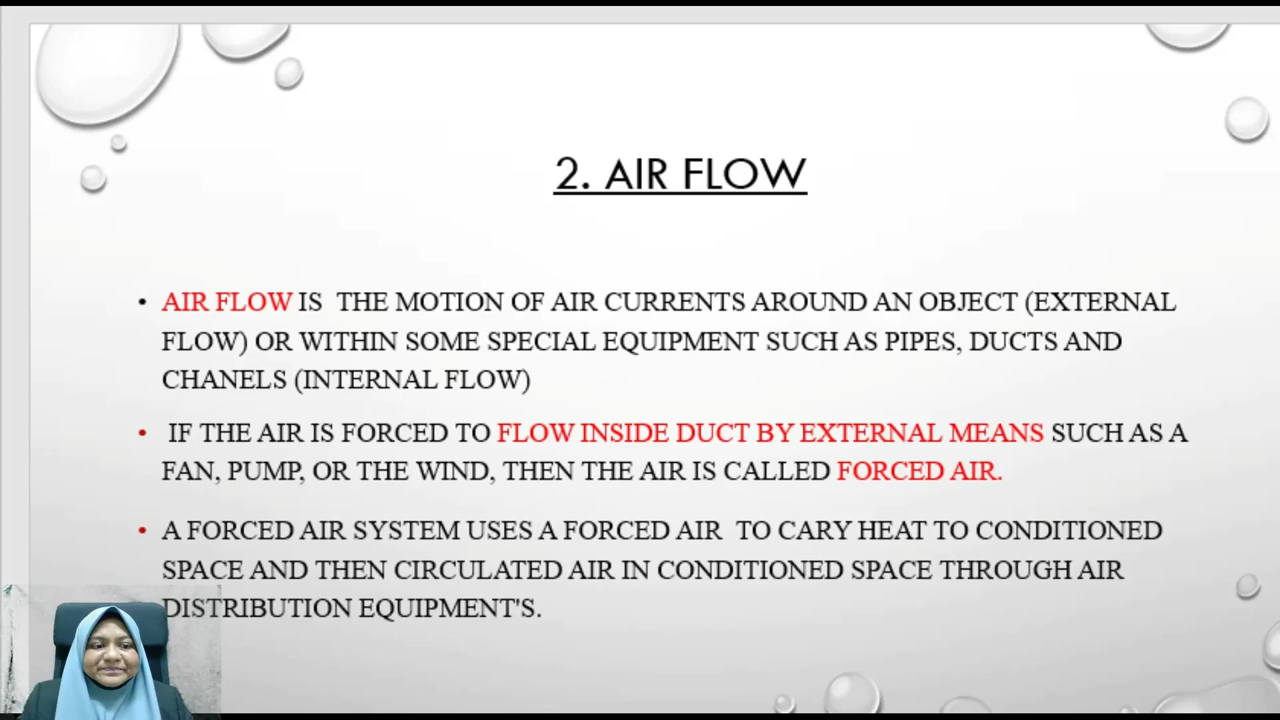 2. AIR FLOW
• AIR FLOW IS THE MOTION OF AIR CURRENTS AROUND AN OBJECT (EXTERNAL
FLOW) OR WITHIN SOME SPECIAL EQUIPMENT SUCH AS PIPES, DUCTS AND
CHANELS (INTERNAL FLOW)
• IF THE AIR IS FORCED TO FLOW INSIDE DUCT BY EXTERNAL MEANS SUCH AS A
FAN, PUMP, OR THE WIND, THEN THE AIR IS CALLED FORCED AIR.
• A FORCED AIR SYSTEM USES A FORCED AIR TO CARY HEAT TO CONDITIONED
SPACE AND THEN CIRCULATED AIR IN CONDITIONED SPACE THROUGH AIR
DISTRIBUTION EQUIPMENT'S.